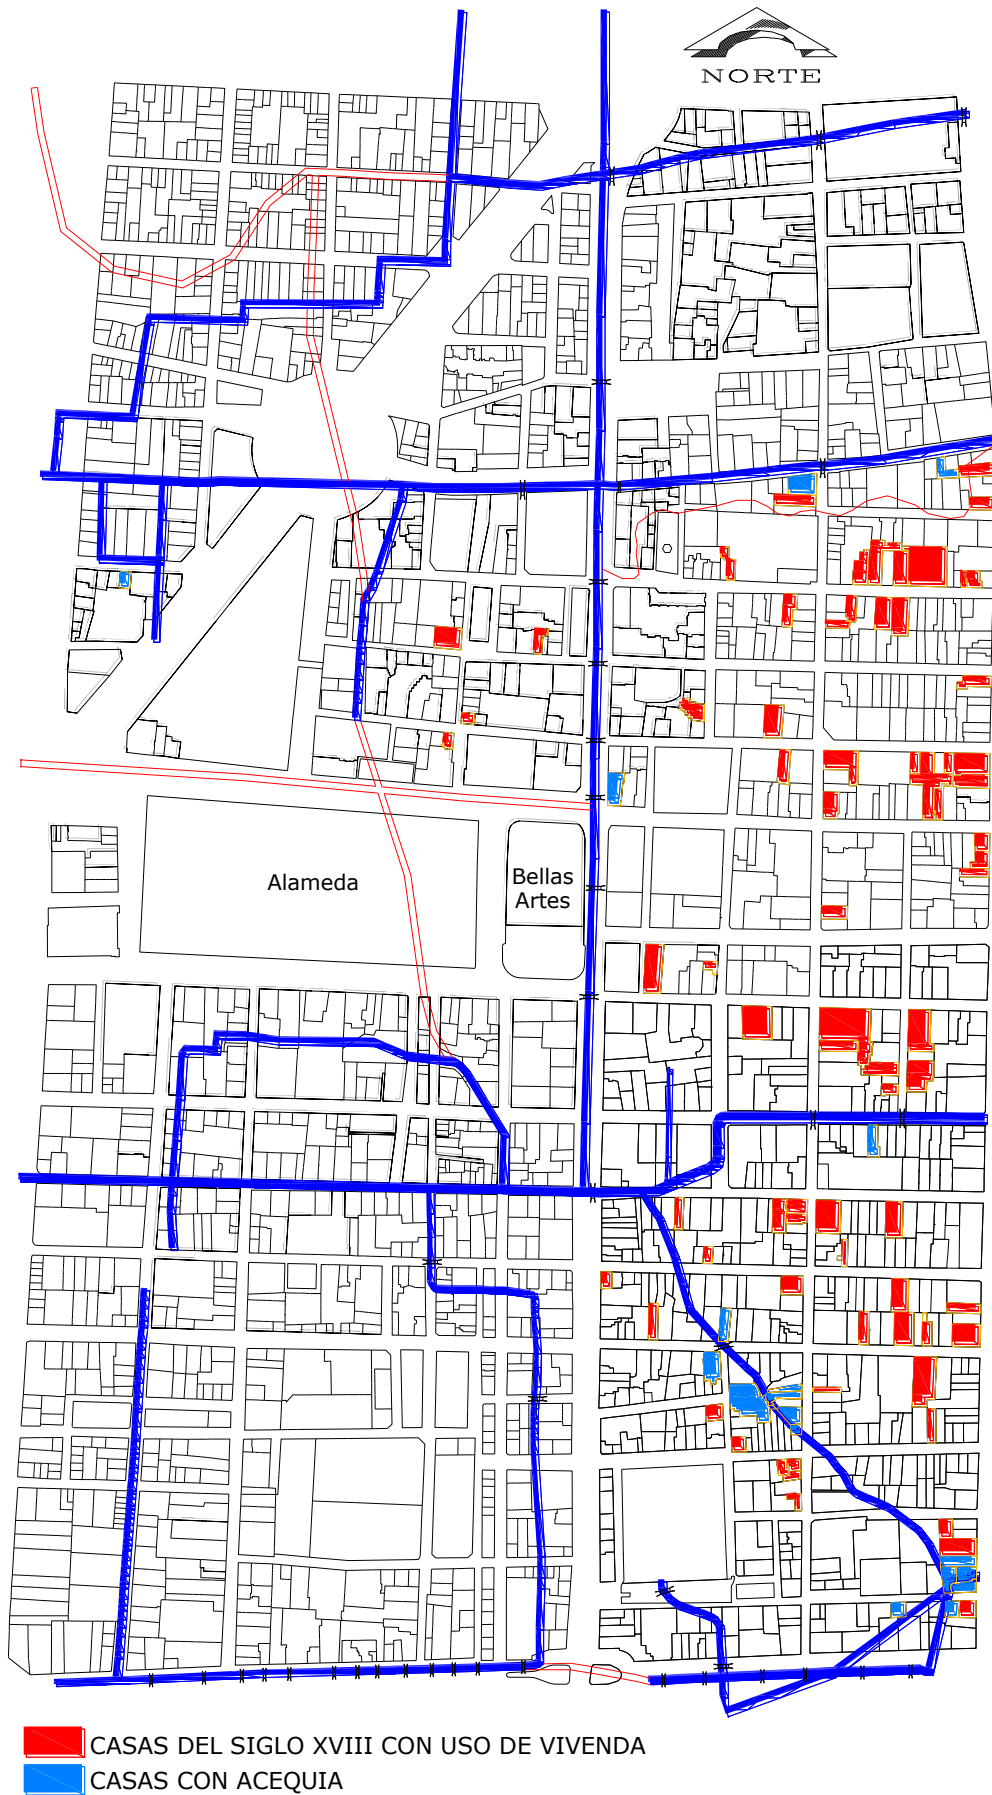 NORTE
Alameda
Bellas
Artes
CASAS DEL SIGLO XVIII CON USO DE VIVENDA
CASAS CON ACEQUIA